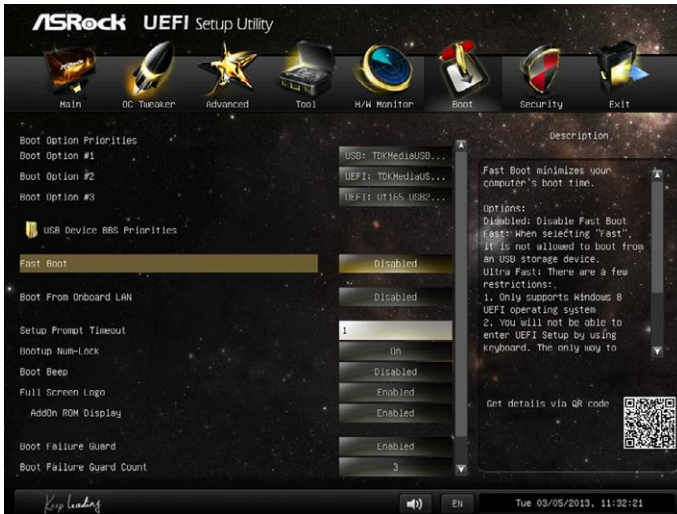 ASRock UEFI Setup Utility
Main OC Tweaker Advanced Tool H/W Monitor Boot Security Exit
Boot Option Priorities
Boot Option #1 USB: TDKMediaUSB...
Boot Option #2 UEFI: TDKMediaUS...
Boot Option #3 UEFI: UT165 USB2...
USB Device BBS Priorities
Fast Boot Disabled
Boot From Onboard LAN Disabled
Setup Prompt Timeout 1
Bootup Num-Lock On
Boot Beep Disabled
Full Screen Logo Enabled
AddOn ROM Display Enabled
Boot Failure Guard Enabled
Boot Failure Guard Count 3
Description
Fast Boot minimizes your
computer's boot time.
Options:
Disabled: Disable Fast Boot
Fast: When selecting "Fast",
it is not allowed to boot from
an USB storage device.
Ultra Fast: There are a few
restrictions:
1. Only supports Windows 8
UEFI operating system
2. You will not be able to
enter UEFI Setup by using
keyboard. The only way to
Get details via QR code
Keep Leading
EN
Tue 03/05/2013, 11:32:21